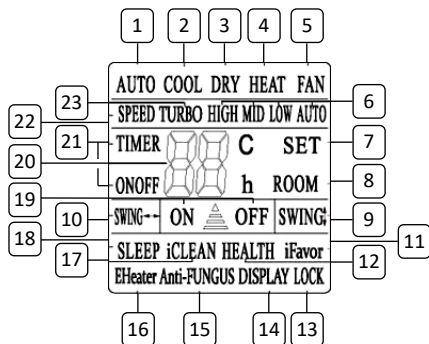 1 2 3 4 5
AUTO COOL DRY HEAT FAN
23 6
22 SPEED TURBO HIGH MID LOW AUTO
21 TIMER C SET 7
20 88
ONOFF h ROOM 8
19
10 SWING ON OFF SWING 9
18 11
SLEEP iCLEAN HEALTH iFavor
17 12
EHeater Anti-FUNGUS DISPLAY LOCK
16 15 14 13